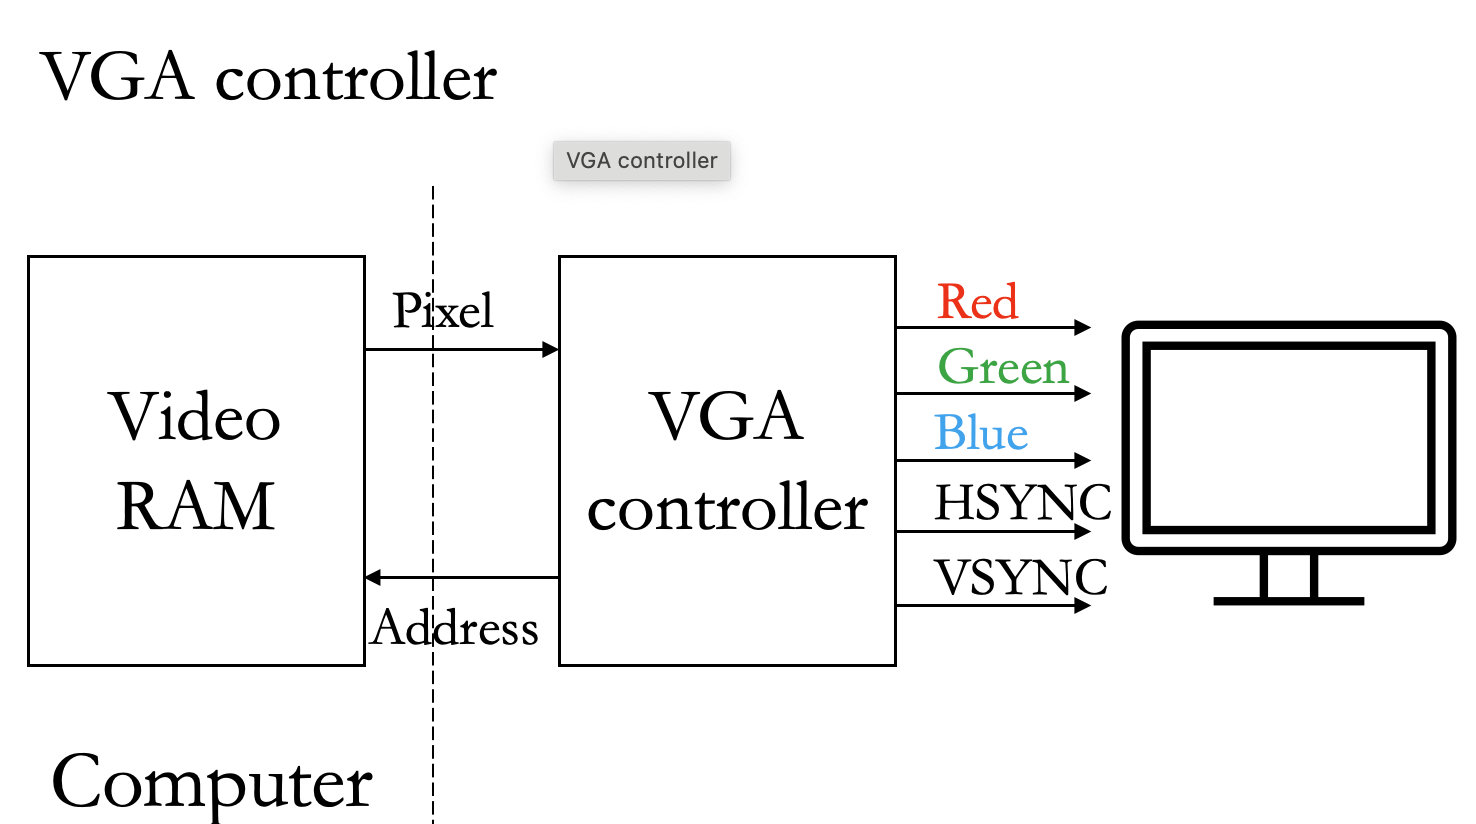 VGA controller
VGA controller
Pixel
Video
RAM
Address
VGA
controller
Red
Green
Blue
HSYNC
VSYNC
Computer